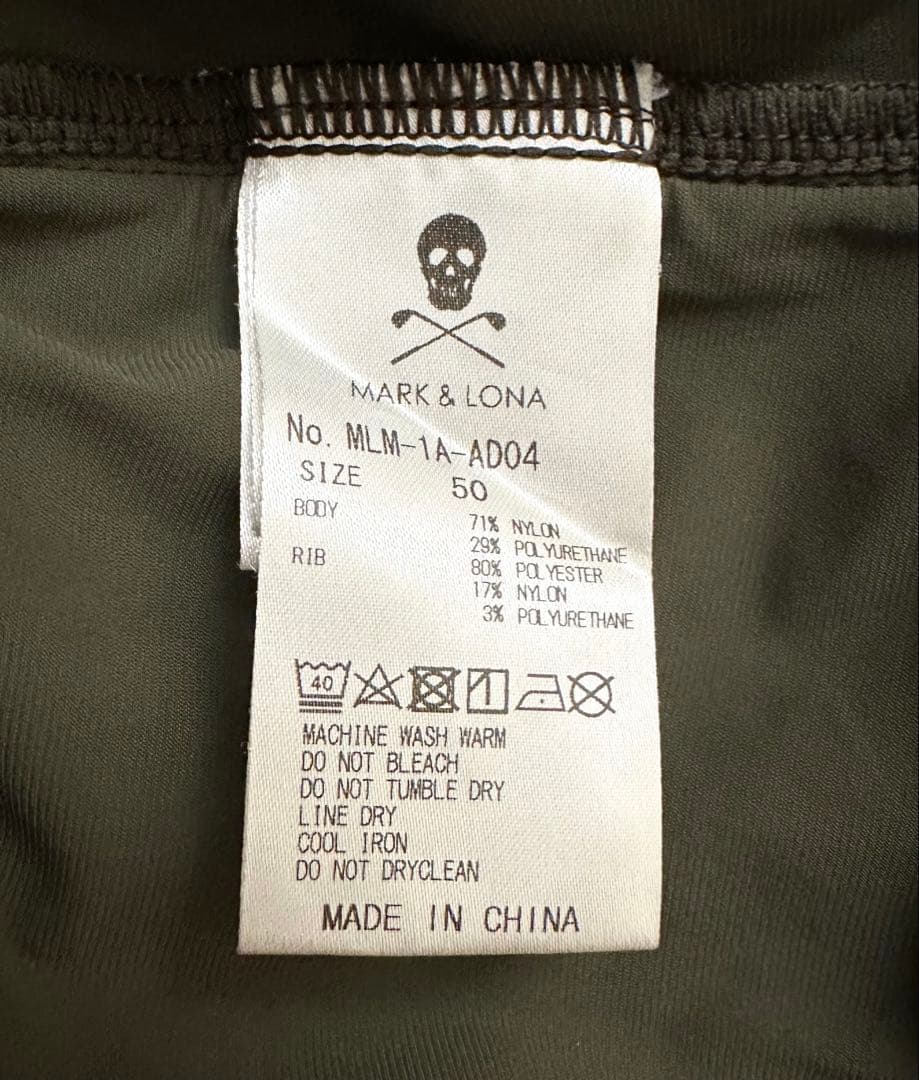 MARK & LONA
No. MLM-1A-AD04
SIZE 50
BODY 71% NYLON
29% POLYURETHANE
RIB 80% POLYESTER
17% NYLON
3% POLYURETHANE
40
MACHINE WASH WARM
DO NOT BLEACH
DO NOT TUMBLE DRY
LINE DRY
COOL IRON
DO NOT DRYCLEAN
MADE IN CHINA